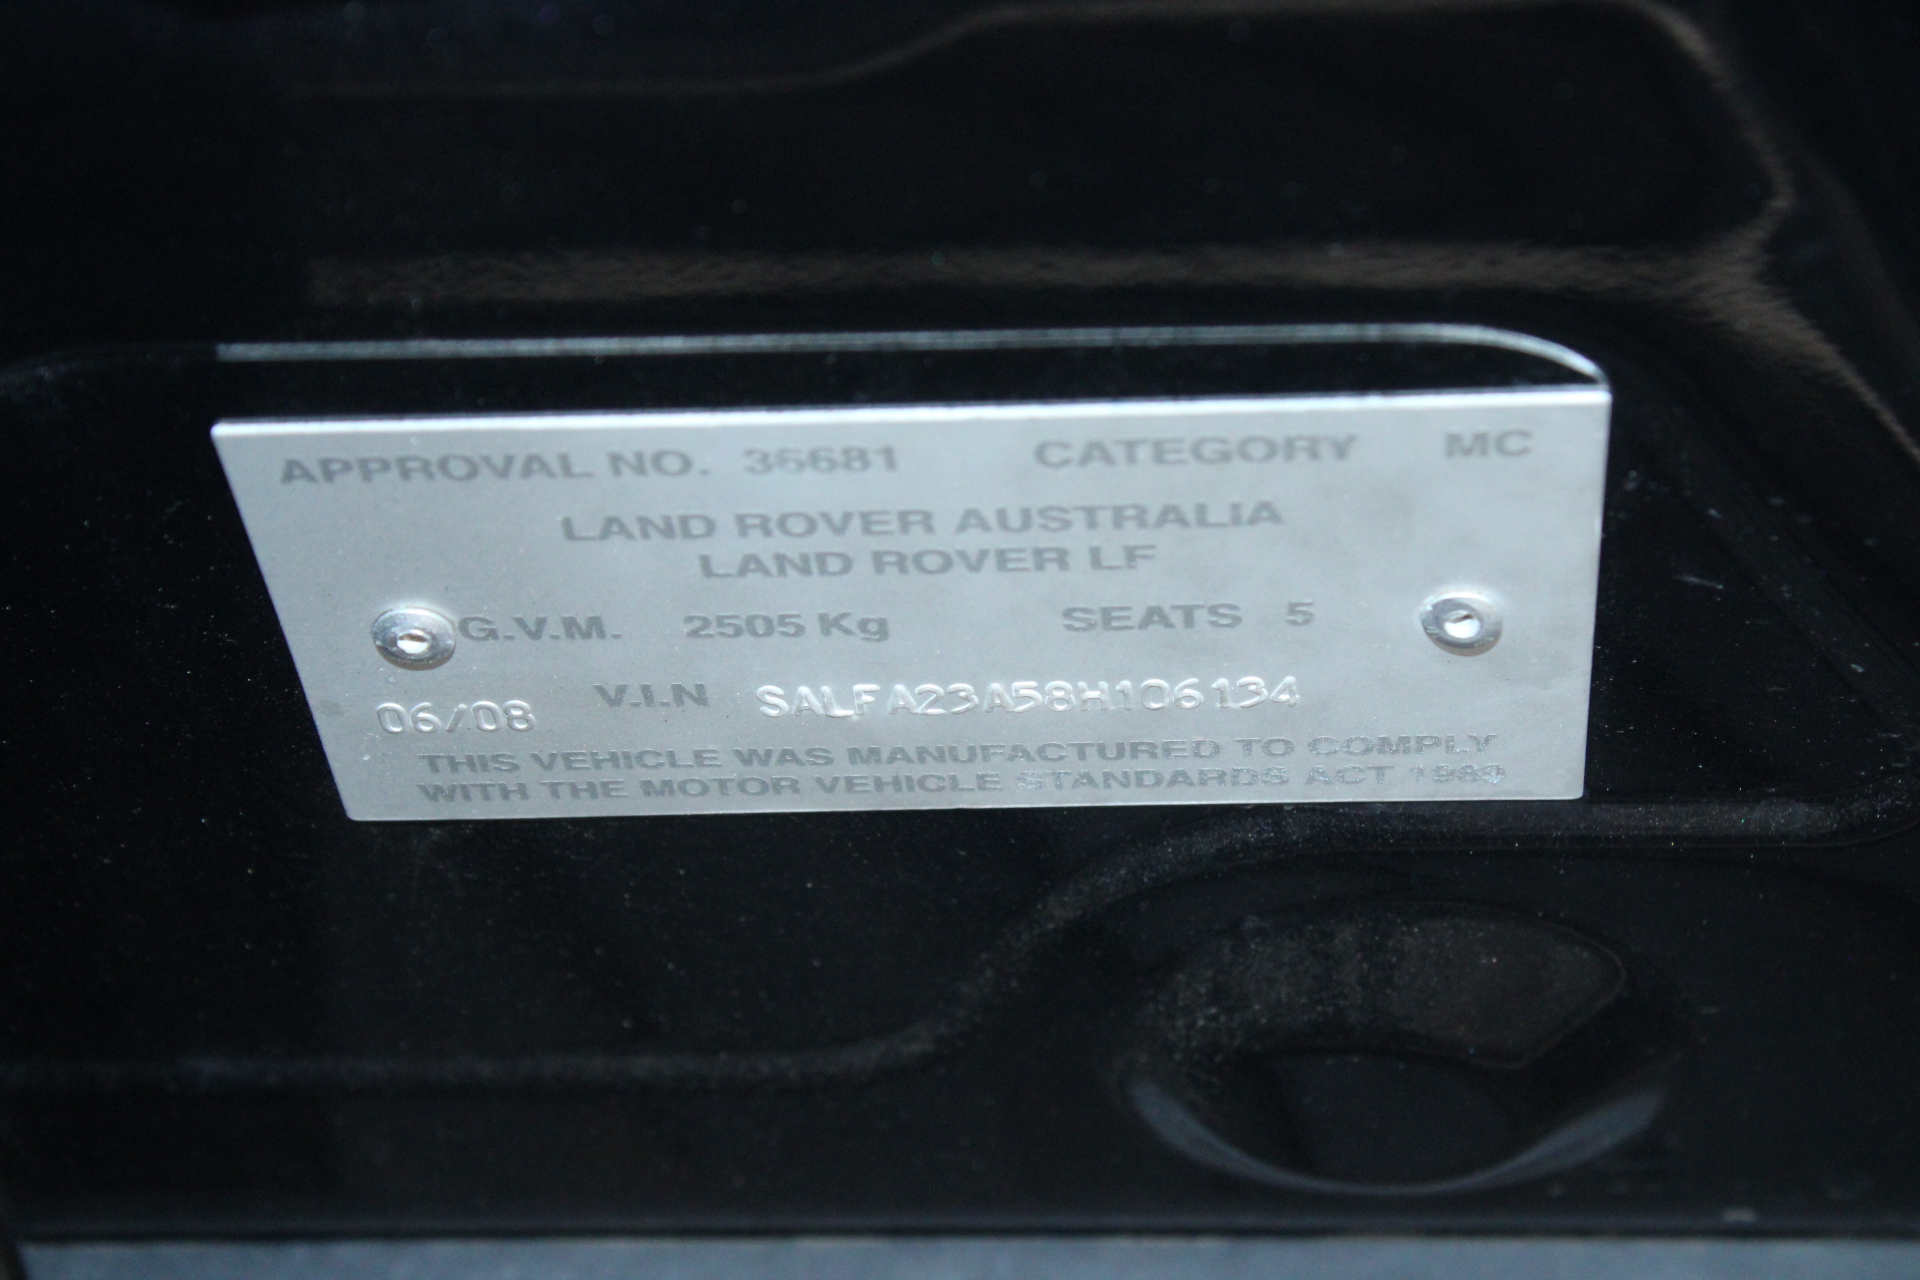 APPROVAL NO. 36681 CATEGORY MC
LAND ROVER AUSTRALIA
LAND ROVER LF
G.V.M. 2505 Kg SEATS 5
06/08 V.I.N SALFA23A58H106134
THIS VEHICLE WAS MANUFACTURED TO COMPLY
WITH THE MOTOR VEHICLE STANDARDS ACT 1989